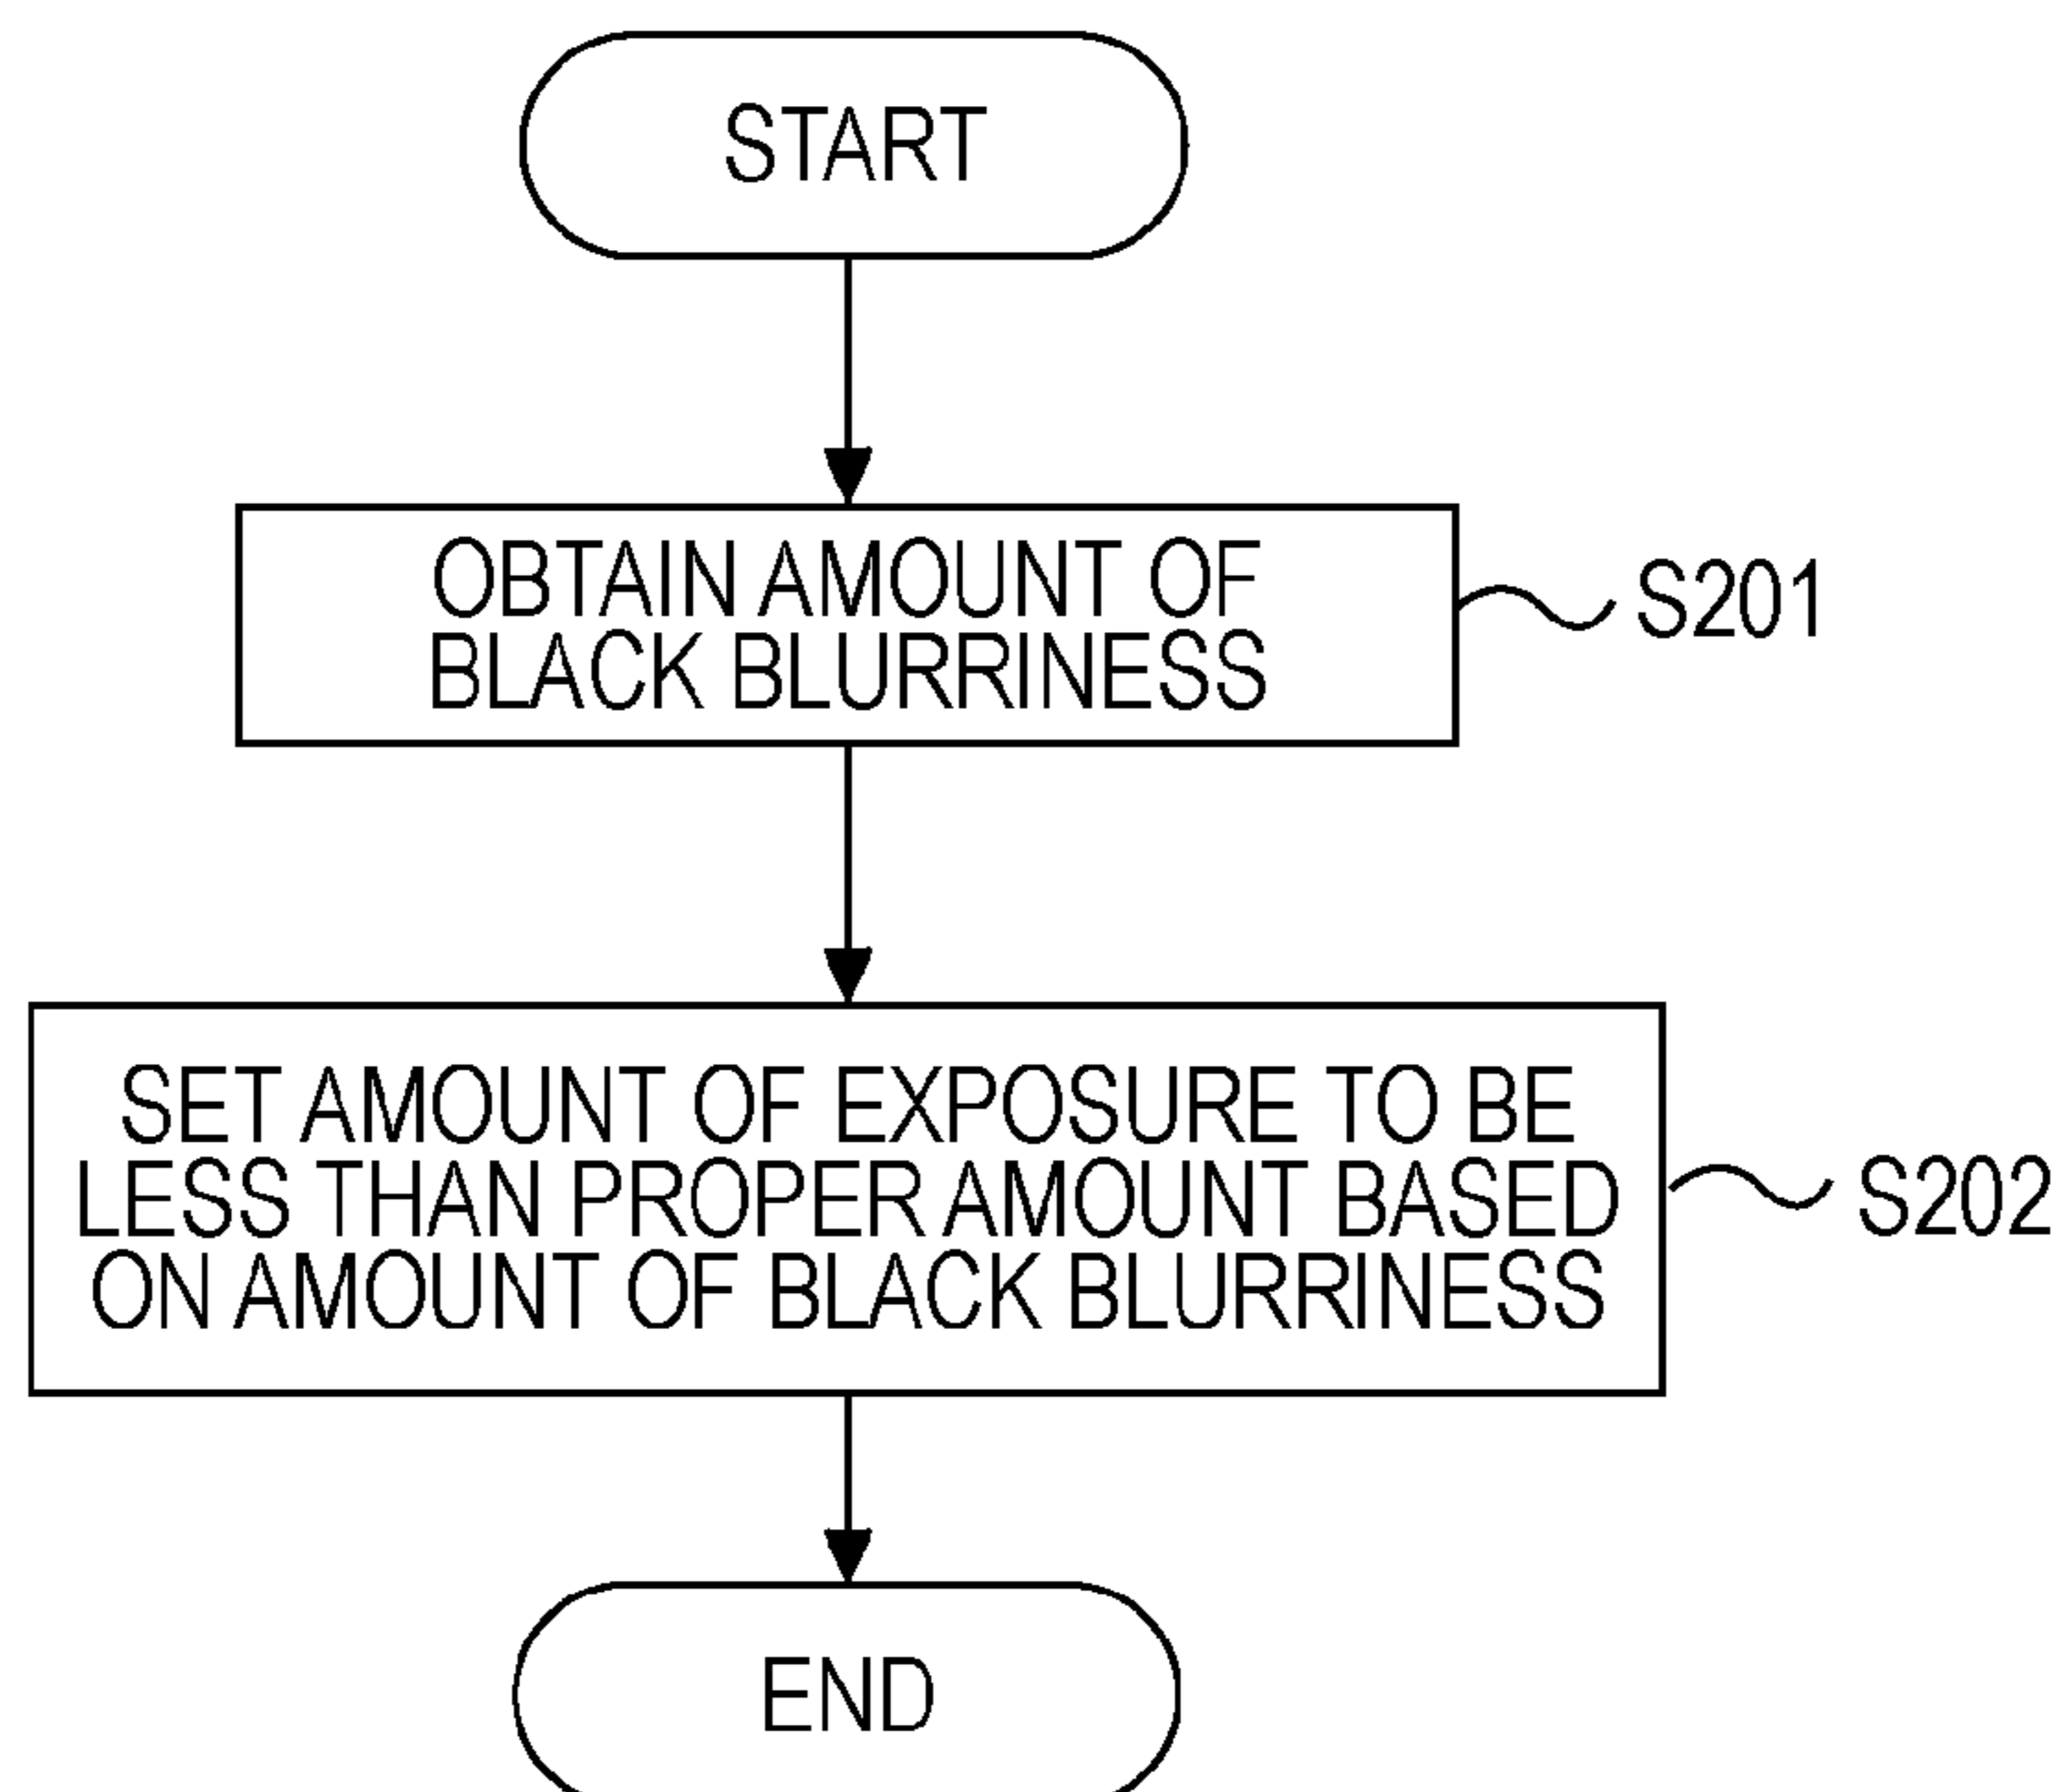 START
OBTAIN AMOUNT OF
BLACK BLURRINESS
S201
SET AMOUNT OF EXPOSURE TO BE
LESS THAN PROPER AMOUNT BASED
ON AMOUNT OF BLACK BLURRINESS
S202
END